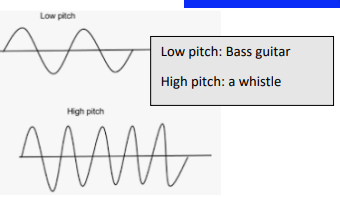 Low pitch
Low pitch: Bass guitar
High pitch: a whistle
High pitch